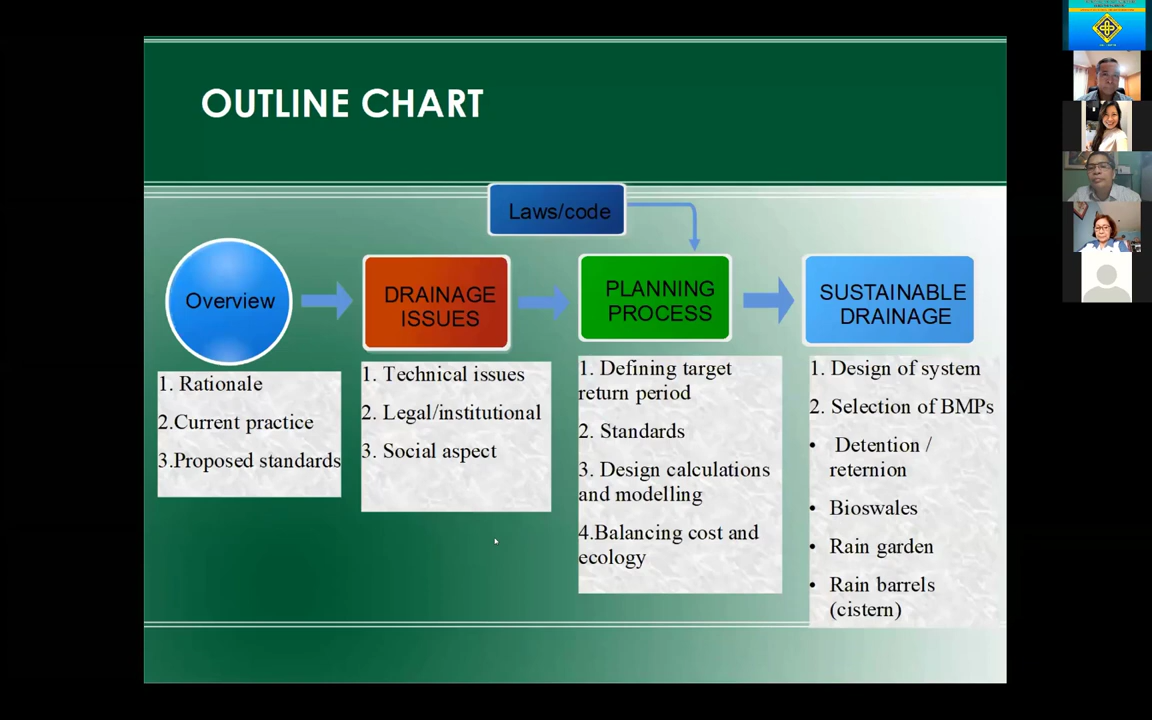 OUTLINE CHART
Laws/code
Overview
DRAINAGE
ISSUES
PLANNING
PROCESS
SUSTAINABLE
DRAINAGE
1. Rationale
2.Current practice
3.Proposed standards
1. Technical issues
2. Legal/institutional
3. Social aspect
1. Defining target
return period
2. Standards
3. Design calculations
and modelling
4.Balancing cost and
ecology
1. Design of system
2. Selection of BMPs
• Detention /
reternion
• Bioswales
• Rain garden
• Rain barrels
(cistern)